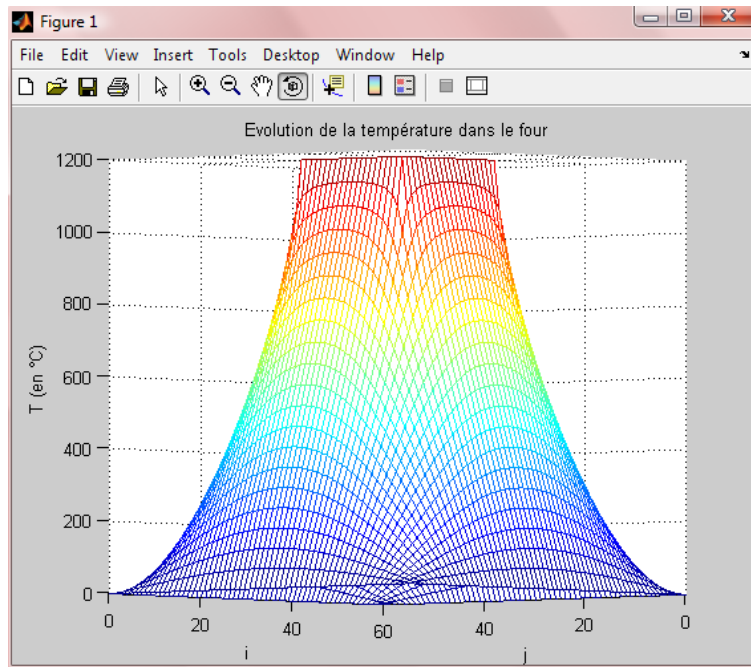 Figure 1
File Edit View Insert Tools Desktop Window Help
Evolution de la température dans le four
1200
1000
800
600
400
200
0
T (en °C)
0 20 40 60 40 20 0
i j